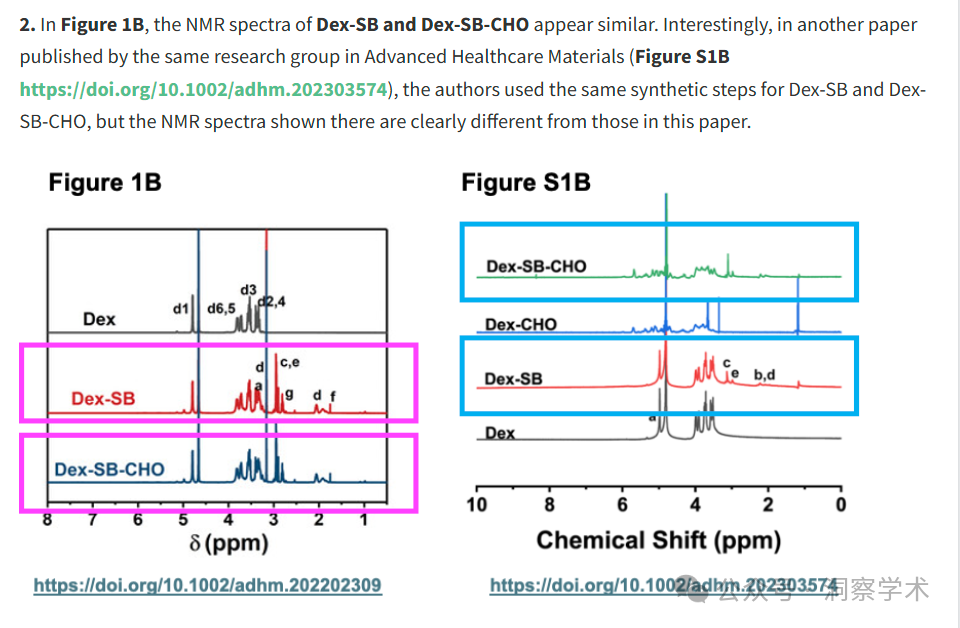 2. In Figure 1B, the NMR spectra of Dex-SB and Dex-SB-CHO appear similar. Interestingly, in another paper
published by the same research group in Advanced Healthcare Materials (Figure S1B
https://doi.org/10.1002/adhm.202303574), the authors used the same synthetic steps for Dex-SB and Dex-
SB-CHO, but the NMR spectra shown there are clearly different from those in this paper.
Figure 1B
d1
d6,5
d3
d2,4
Dex
d
c,e
a
g
d
f
Dex-SB
Dex-SB-CHO
8 7 6 5 4 3 2 1
δ (ppm)
https://doi.org/10.1002/adhm.202202309
Figure S1B
Dex-SB-CHO
Dex-CHO
c
e
b,d
Dex-SB
a
Dex
10 8 6 4 2 0
Chemical Shift (ppm)
https://doi.org/10.1002/adhm.202303574
公众号 洞察学术